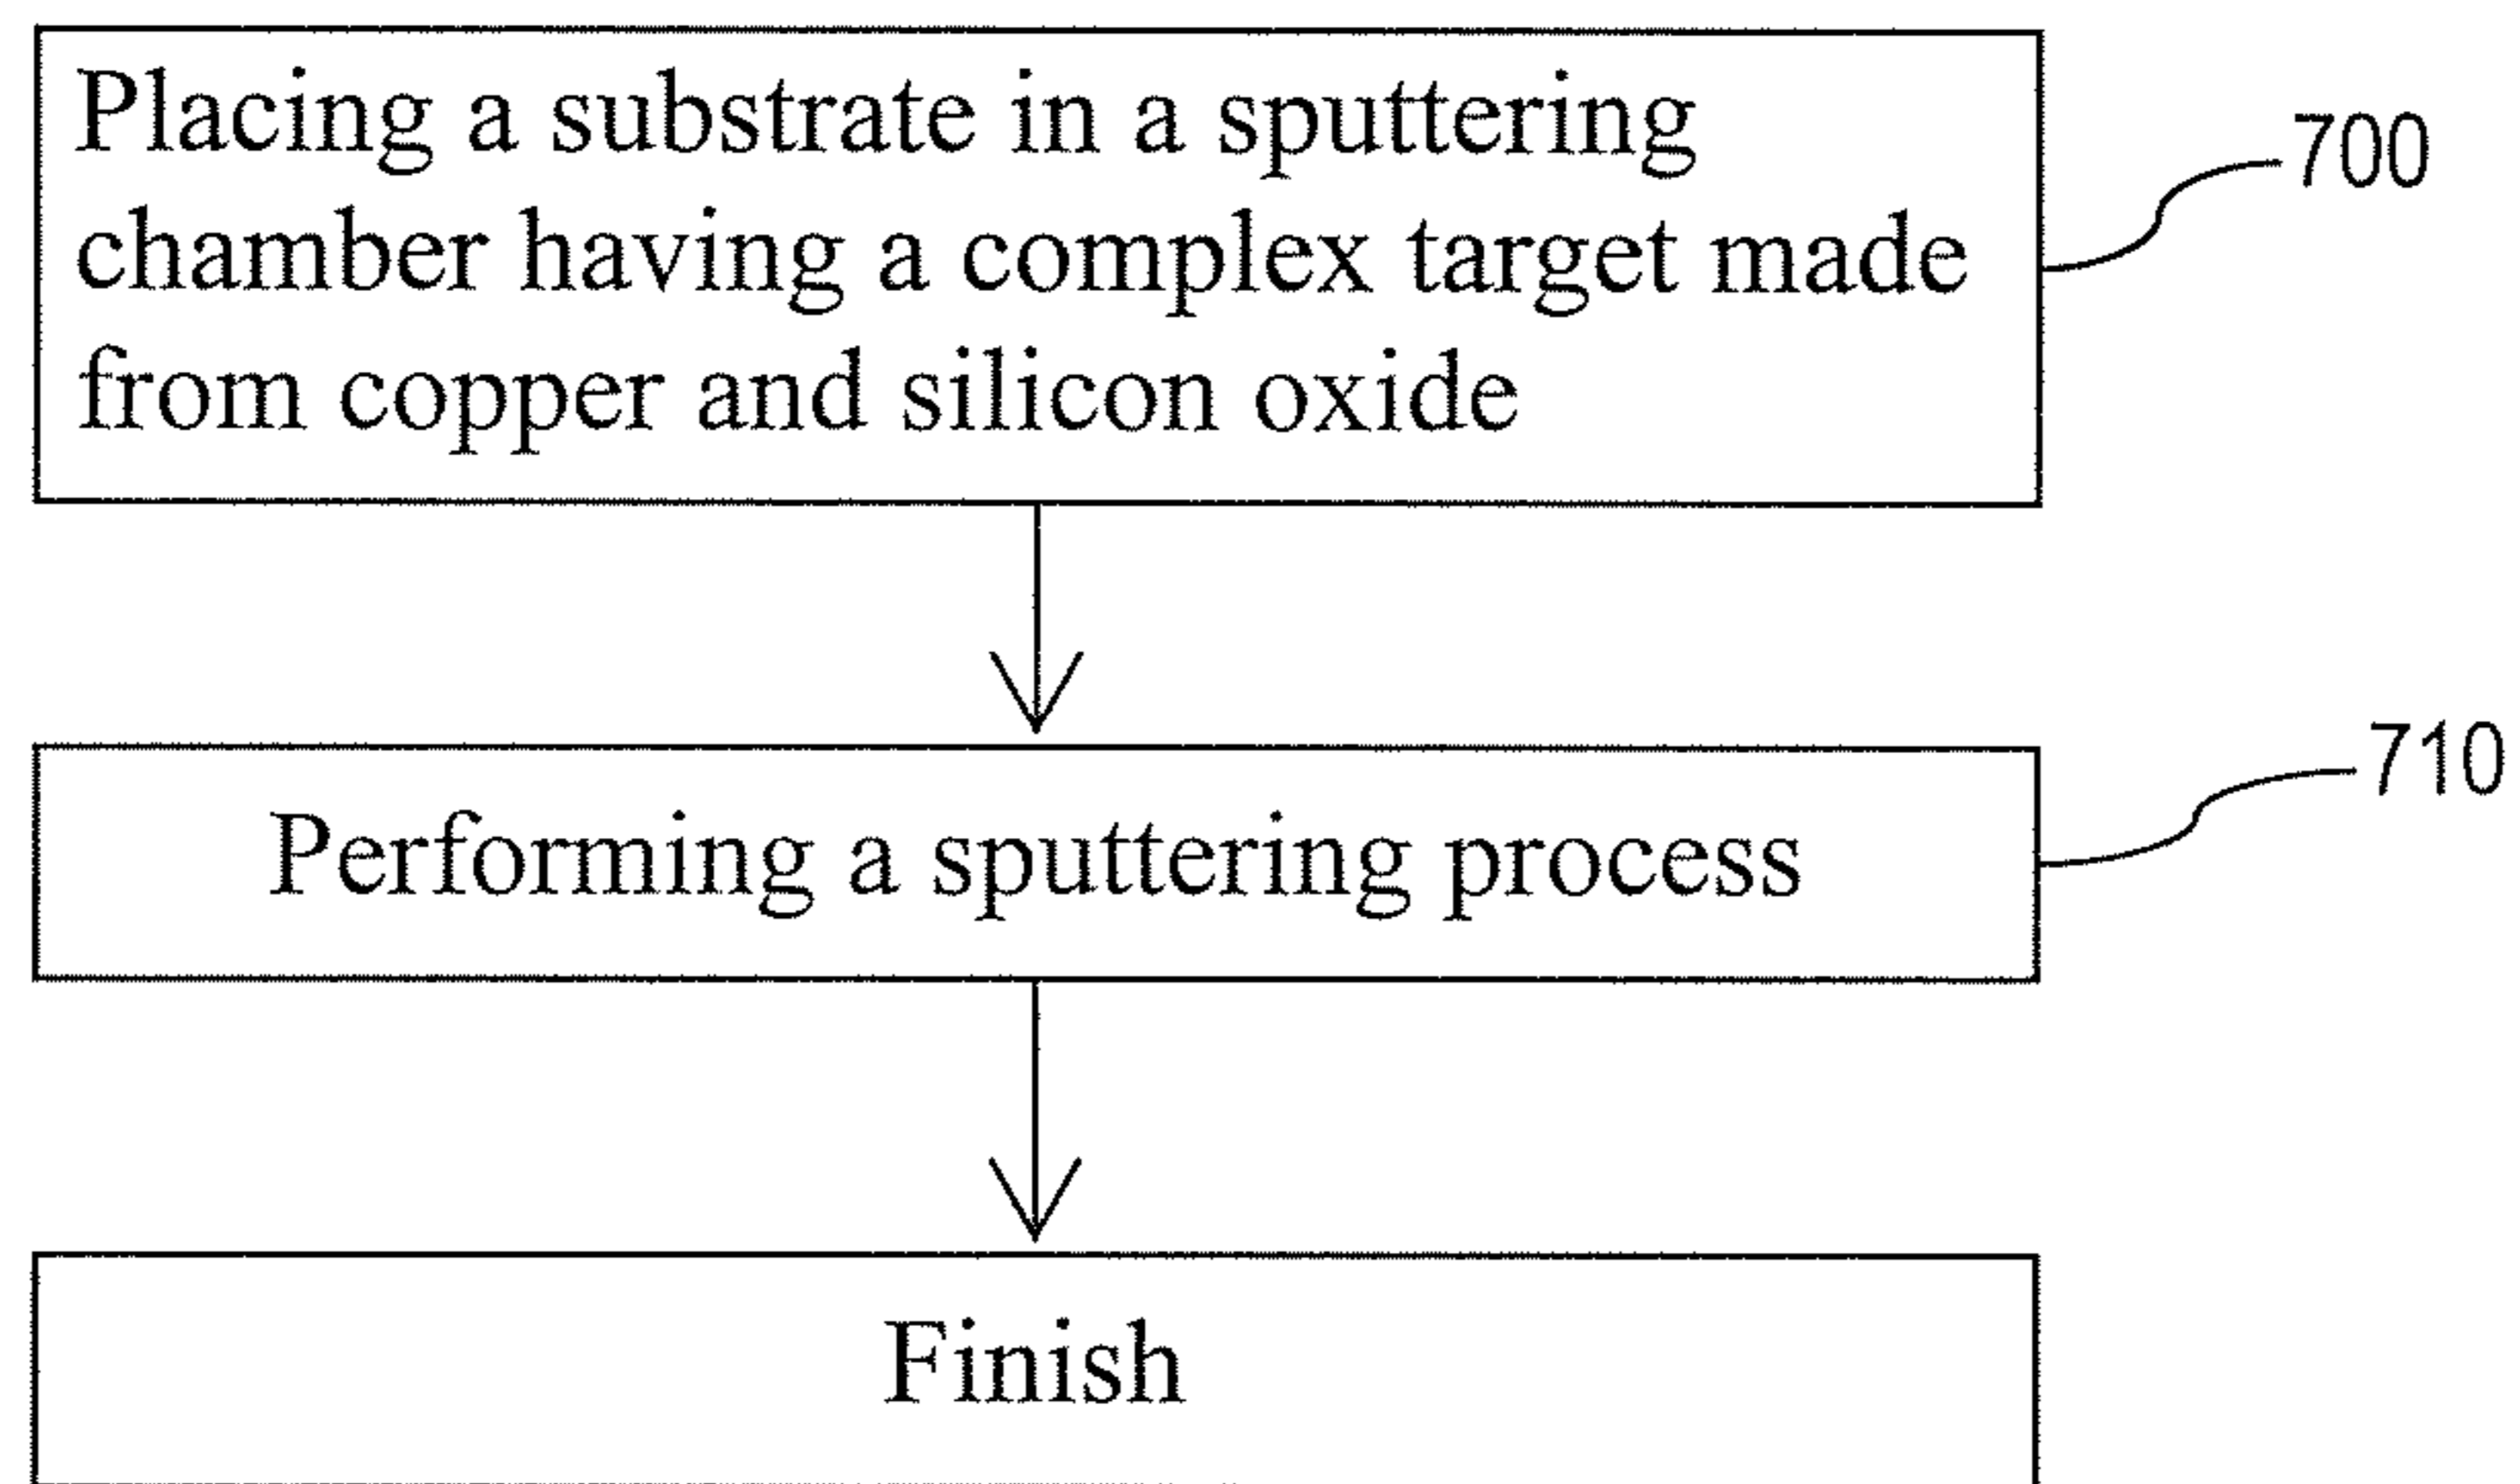 Placing a substrate in a sputtering
chamber having a complex target made
from copper and silicon oxide
700
Performing a sputtering process
710
Finish